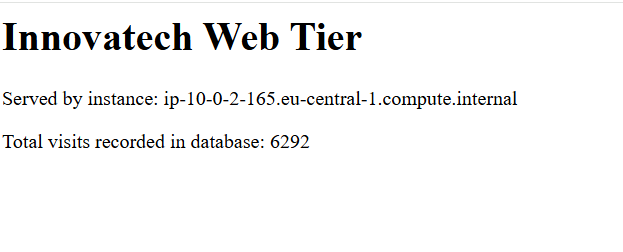 Innovatech Web Tier
Served by instance: ip-10-0-2-165.eu-central-1.compute.internal
Total visits recorded in database: 6292